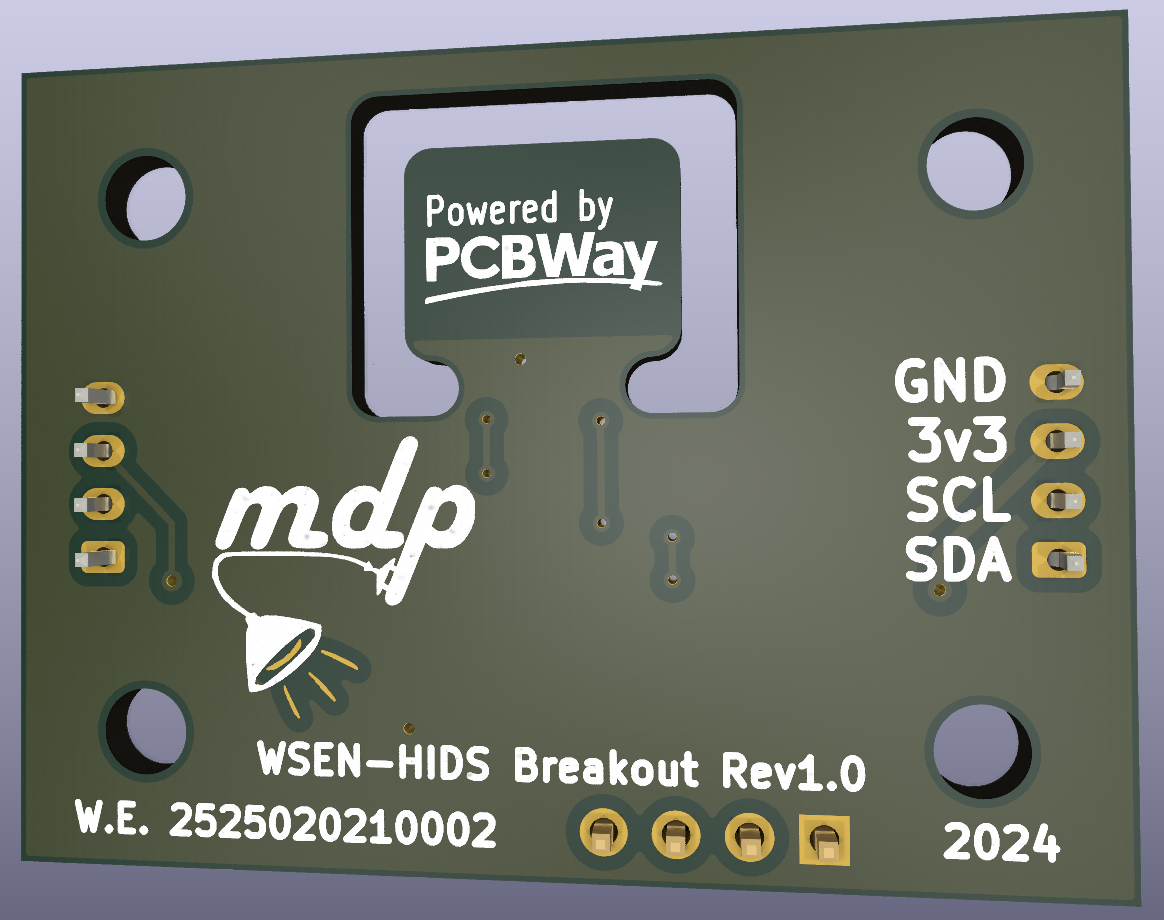 Powered by
PCBWay
GND
3v3
SCL
SDA
mdp
WSEN-HIDS Breakout Rev1.0
W.E. 2525020210002
2024